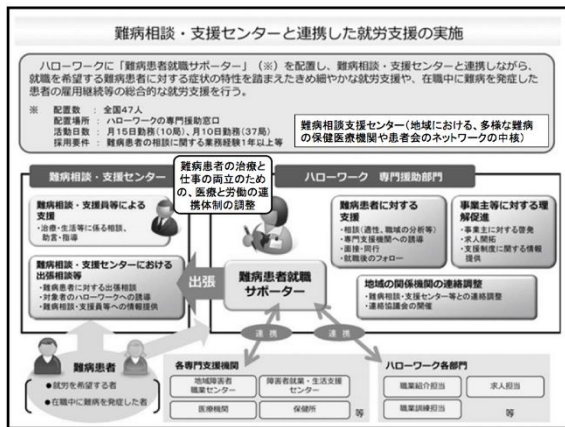 難病相談・支援センターと連携した就労支援の実施
ハローワークに「難病患者就職サポーター」（※）を配置し、難病相談・支援センターと連携しながら、
就職を希望する難病患者に対する症状の特性を踏まえたきめ細やかな就労支援や、在職中に難病を発症した
患者の雇用継続等の総合的な就労支援を行う。
※ 配置数 ：全国47人
配置場所 ：ハローワークの専門援助窓口
活動日数 ：月15日勤務(10局)、月10日勤務(37局)
採用要件 ：難病患者の相談に関する業務経験1年以上等
難病相談支援センター(地域における、多様な難病
の保健医療機関や患者会のネットワークの中核)
難病相談・支援センター
難病患者の治療と
仕事の両立のため
の、医療と労働の連
携体制の調整
ハローワーク 専門援助部門
難病相談・支援員等による
支援
・治療・生活等に係る相談、
助言・指導
難病相談・支援センターにおける
出張相談等
・難病患者に対する出張相談
・対象者のハローワークへの誘導
・難病相談・支援員等への情報提供
出張
難病患者就職
サポーター
難病患者に対する
支援
・相談(適性、職域の分析等)
・専門支援機関への誘導
・面接・同行
・就職後のフォロー
事業主等に対する理
解促進
・事業主に対する啓発
・求人開拓
・支援制度に関する情報
提供
地域の関係機関の連絡調整
・難病相談・支援センター等との連絡調整
・連絡協議会の開催
連携
連携
難病患者
●就労を希望する者
●在職中に難病を発症した者
各専門支援機関
地域障害者
職業センター
障害者就業・生活支援
センター
医療機関
保健所
等
ハローワーク各部門
職業紹介担当
求人担当
職業訓練担当
等